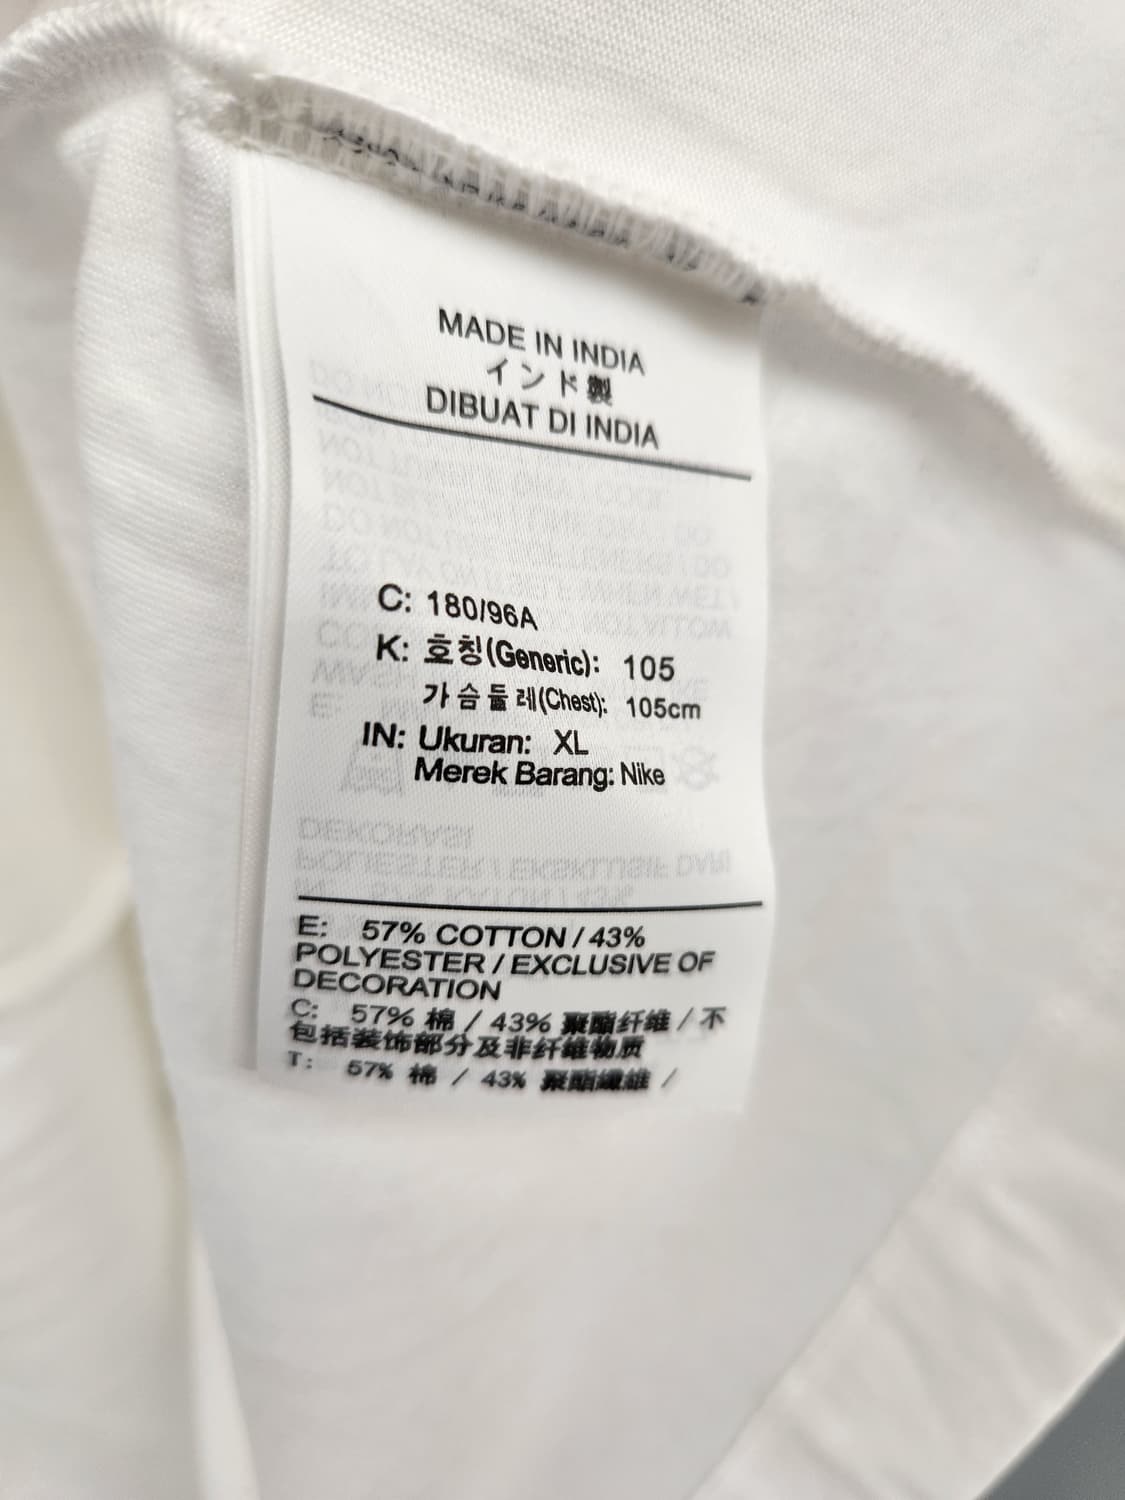 MADE IN INDIA
インド製
DIBUAT DI INDIA
C: 180/96A
K: 호칭(Generic): 105
가슴둘레(Chest): 105cm
IN: Ukuran: XL
Merek Barang: Nike
E: 57% COTTON / 43%
POLYESTER / EXCLUSIVE OF
DECORATION
C: 57% 棉 / 43% 聚酯纤维 / 不
包括装饰部分及非纤维物质
T: 57% 棉 / 43% 聚酯纖維 /